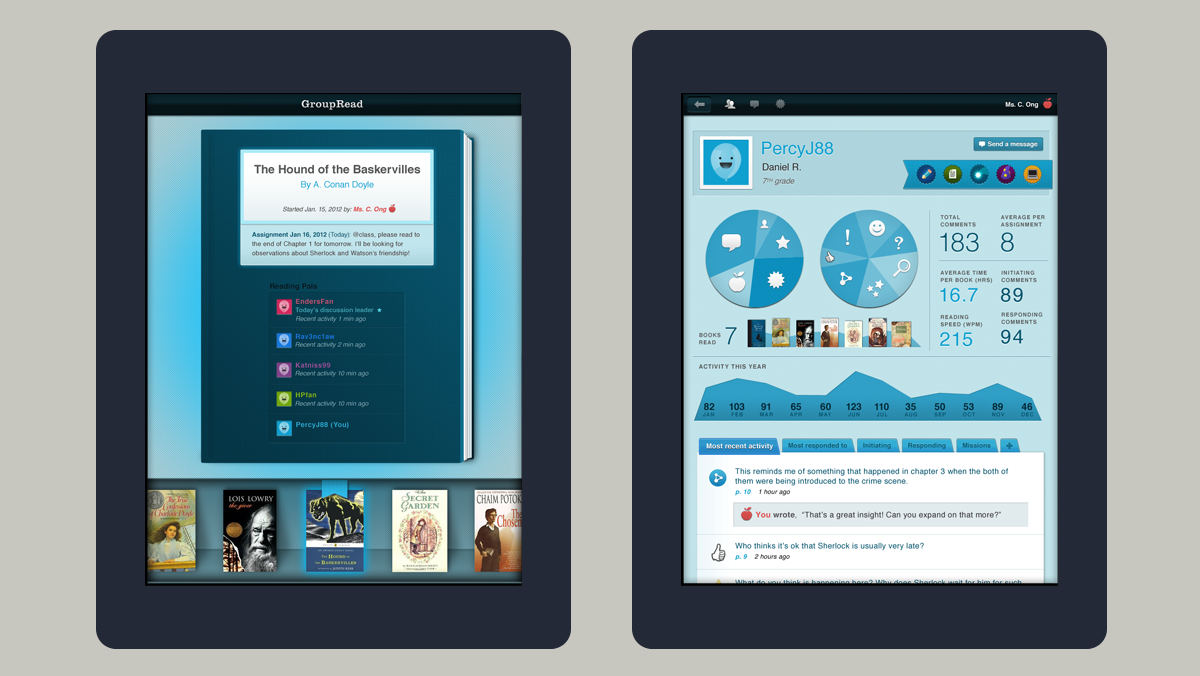 GroupRead
The Hound of the Baskervilles
By A. Conan Doyle
Started Jan. 15, 2012 by: Ms. C. Ong
Assignment Jan 16, 2012 (Today): @class, please read to
the end of Chapter 1 for tomorrow. I'll be looking for
observations about Sherlock and Watson's friendship!
Reading Pals
EndersFan
Today's discussion leader ★
Recent activity 1 min ago
Rav3nc1aw
Recent activity 2 min ago
Katniss99
Recent activity 10 min ago
HPfan
Recent activity 10 min ago
PercyJ88 (You)
The True
Confessions
of Charlotte Doyle
LOIS LOWRY
the giver
THE HOUND OF THE
BASKERVILLES
The
SECRET
GARDEN
CHAIM POTOK
The
Chosen
Ms. C. Ong
PercyJ88
Daniel R.
7TH grade
Send a message
TOTAL
COMMENTS
183
AVERAGE PER
ASSIGNMENT
8
AVERAGE TIME
PER BOOK (HRS)
16.7
INITIATING
COMMENTS
89
READING
SPEED (WPM)
215
RESPONDING
COMMENTS
94
BOOKS
READ 7
ACTIVITY THIS YEAR
82 103 91 65 60 123 110 35 50 53 89 46
JAN FEB MAR APR MAY JUN JUL AUG SEP OCT NOV DEC
Most recent activity Most responded to Initiating Responding Missions +
This reminds me of something that happened in chapter 3 when the both of
them were being introduced to the crime scene.
p. 10 1 hour ago
You wrote, "That's a great insight! Can you expand on that more?"
Who thinks it's ok that Sherlock is usually very late?
p. 9 2 hours ago
What do you think is happening here? Why does Sherlock wait for him for such